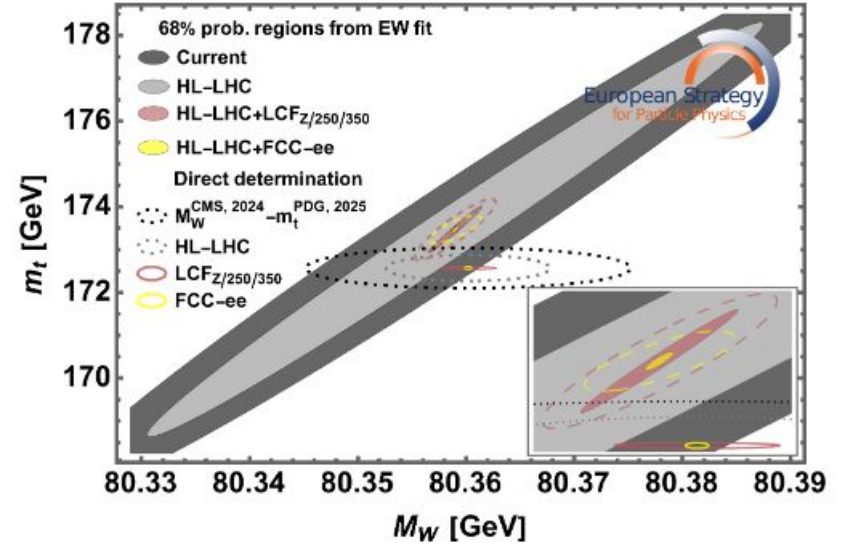 68% prob. regions from EW fit
Current
HL−LHC
HL−LHC+LCF_Z/250/350
HL−LHC+FCC−ee
Direct determination
M_W^CMS, 2024−m_t^PDG, 2025
HL−LHC
LCF_Z/250/350
FCC−ee
European Strategy
for Particle Physics
m_t [GeV]
178
176
174
172
170
80.33 80.34 80.35 80.36 80.37 80.38 80.39
M_W [GeV]